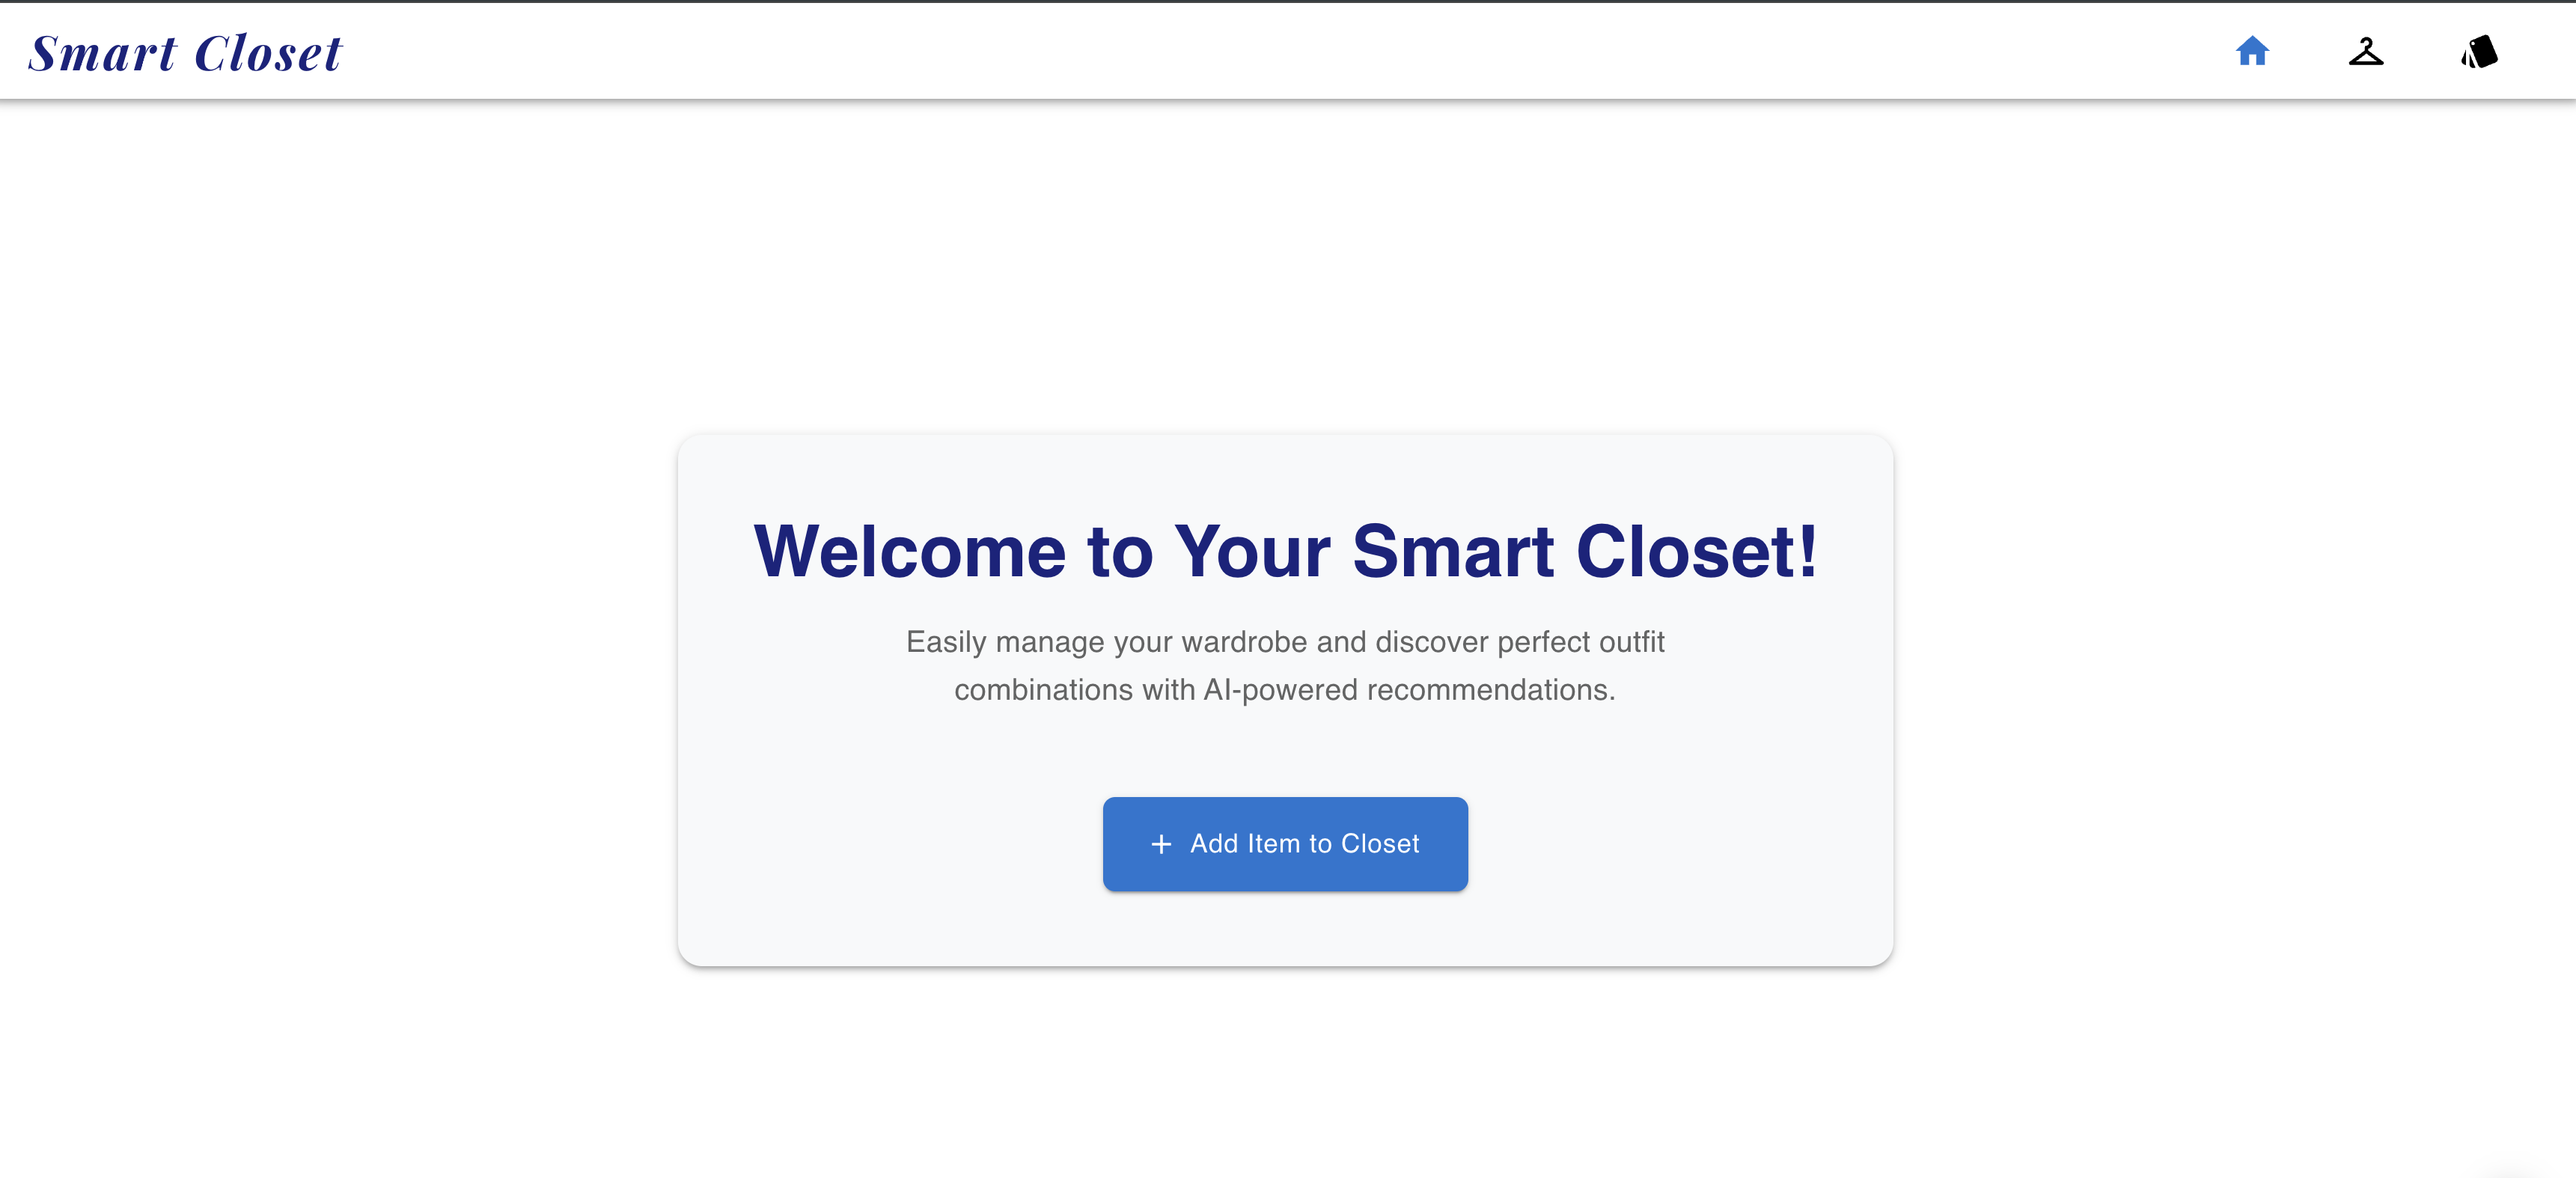 Smart Closet
Welcome to Your Smart Closet!
Easily manage your wardrobe and discover perfect outfit
combinations with AI-powered recommendations.
+ Add Item to Closet